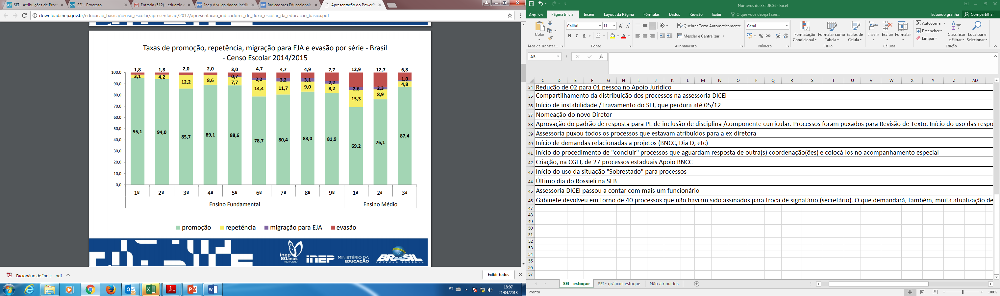 SEI - Atribuições de Proce
SEI - Processo
Entrada (512) - eduardo.g
Inep divulga dados inédit
Indicadores Educacionais
Apresentação do PowerP
download.inep.gov.br/educacao_basica/censo_escolar/apresentacao/2017/apresentacao_indicadores_de_fluxo_escolar_da_educacao_basica.pdf
Taxas de promoção, repetência, migração para EJA e evasão por série - Brasil
- Censo Escolar 2014/2015
1,8 1,8 2,0 2,0 3,0 4,7 4,7 4,9 7,7 12,9 12,7 6,8
0,7 2,2 3,2 3,1 2,2 2,6 2,3 1,0
3,1 4,2 12,2 8,6 7,7 14,4 11,7 9,0 8,2 15,3 8,9 4,8
95,1 94,0 85,7 89,1 88,6 78,7 80,4 83,0 81,9 69,2 76,1 87,4
100,0
90,0
80,0
70,0
60,0
50,0
40,0
30,0
20,0
10,0
0,0
1º 2º 3º 4º 5º 6º 7º 8º 9º 1ª 2ª 3ª
Ensino Fundamental Ensino Médio
promoção repetência migração para EJA evasão
inep
80anos
1937•2017
inep
MINISTÉRIO DA
EDUCAÇÃO
BRASIL
GOVERNO FEDERAL
Dicionário de Indic....pdf
Exibir todos
PT
18:07
24/04/2018
Números do SEI DICEI - Excel
Arquivo Página Inicial Inserir Layout da Página Fórmulas Dados Revisão Exibir O que você deseja fazer... Eduardo granha Compartilhar
Colar
Área de Transfer...
Calibri 11
N I S
Fonte
Quebrar Texto Automaticamente
Mesclar e Centralizar
Alinhamento
Geral
% 000
Número
Formatação
Condicional
Formatar como
Tabela
Estilos de
Célula
Estilo
Inserir Excluir Formatar
Células
AutoSoma
Preencher
Limpar
Classificar
e Filtrar
Localizar e
Selecionar
Edição
A5
fx
C D E F G H I J K L M N O P Q R S T U V W X Y Z AD
34 Redução de 02 para 01 pessoa no Apoio Jurídico
35 Compartilhamento da distribuição dos processos na assessoria DICEI
36 Início de instabilidade / travamento do SEI, que perdura até 05/12
37 Nomeação do novo Diretor
38 Aprovação do padrão de resposta para PL de inclusão de disciplina /componente curricular. Processos foram puxados para Revisão de Texto. Início do uso das respo
39 Assessoria puxou todos os processos que estavam atribuídos para a ex-diretora
40 Início de demandas relacionadas a projetos (BNCC, Dia D, etc)
41 Início do procedimento de "concluir" processos que aguardam resposta de outra(s) coordenação(ões) e colocá-los no acompanhamento especial
42 Criação, na CGEI, de 27 processos estaduais Apoio BNCC
43 Início do uso da situação "Sobrestado" para processos
44 Último dia do Rossieli na SEB
45 Assessoria DICEI passou a contar com mais um funcionário
46 Gabinete devolveu em torno de 40 processos que não haviam sido assinados para troca de signatário (secretário). O que demandará, também, muita atualização de
47
48
49
50
51
52
53
54
55
56
57
SEI - estoque SEI - gráficos estoque Não atribuídos
Pronto
100%